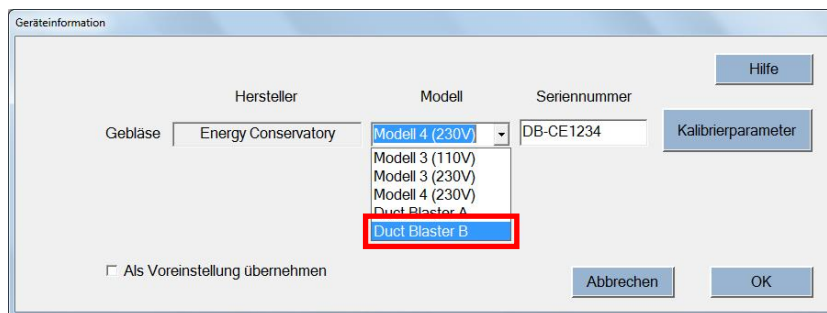 Geräteinformation
Hilfe
Hersteller Modell Seriennummer
Gebläse Energy Conservatory Modell 4 (230V) DB-CE1234 Kalibrierparameter
Modell 3 (110V)
Modell 3 (230V)
Modell 4 (230V)
Duct Blaster A
Duct Blaster B
Als Voreinstellung übernehmen
Abbrechen OK